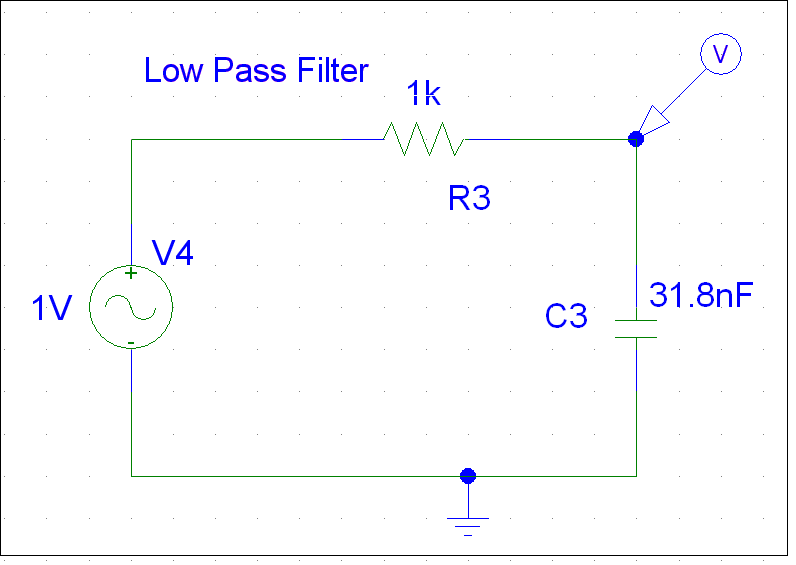 Low Pass Filter
V
1k
R3
V4
+
1V
-
C3
31.8nF